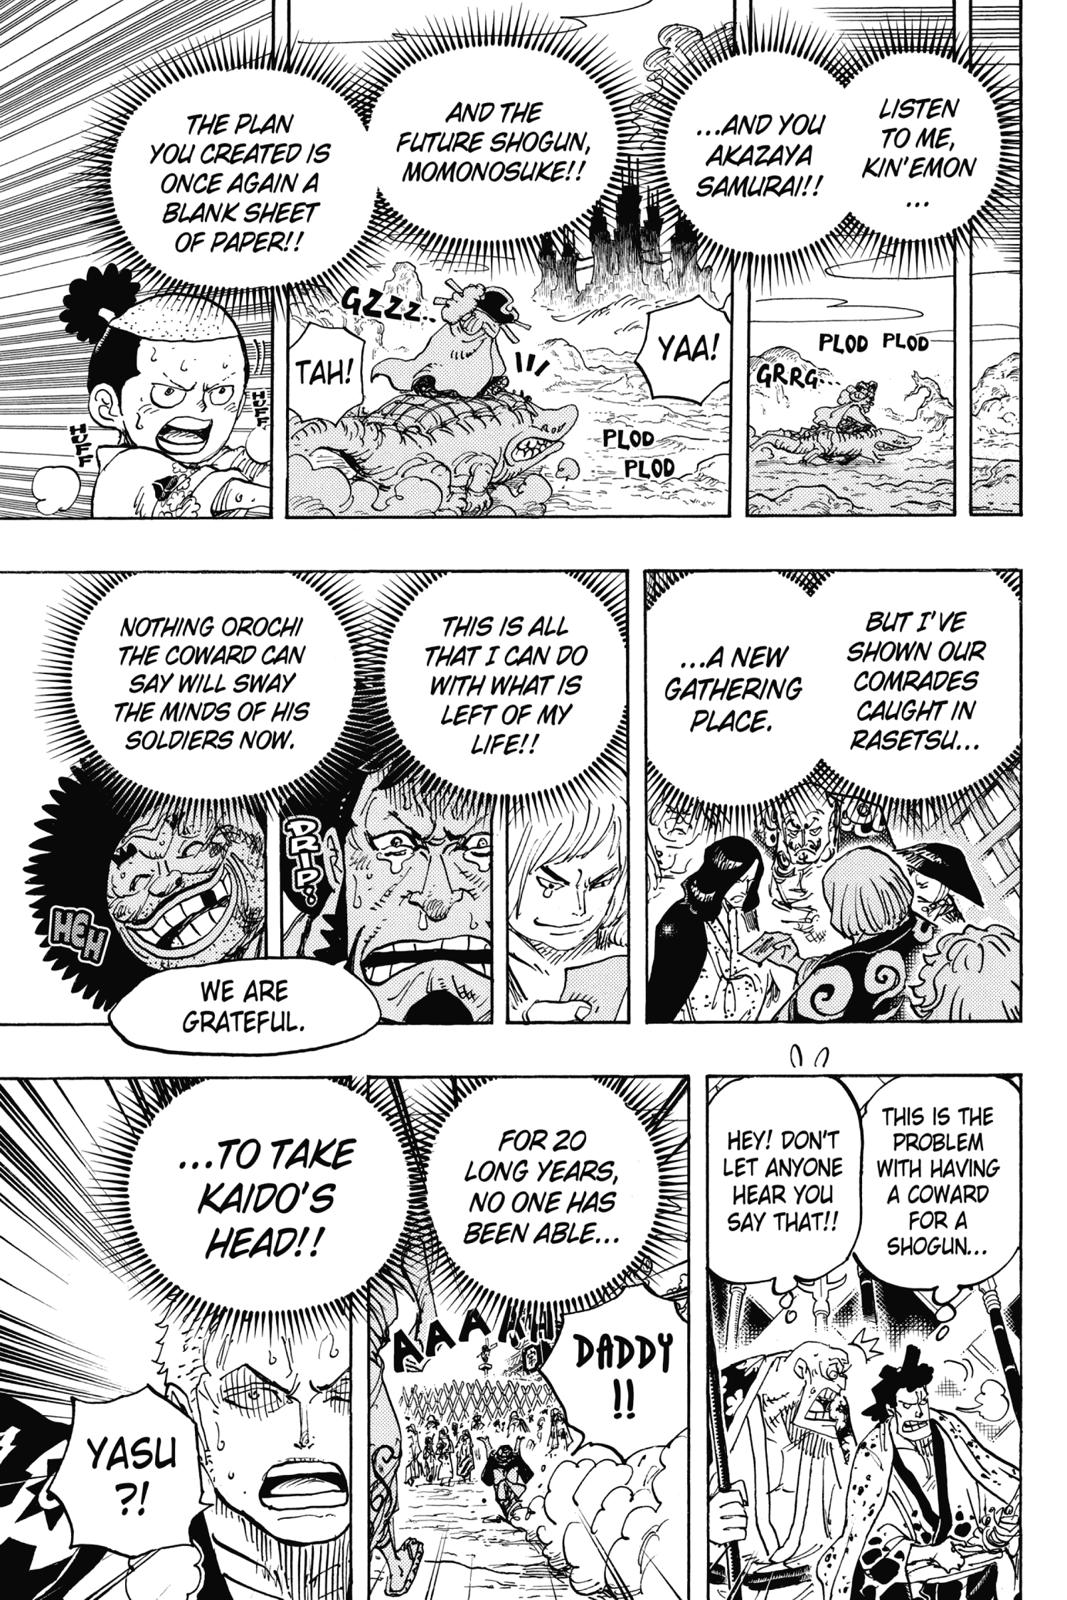 LISTEN
TO ME,
KIN'EMON
...
...AND YOU
AKAZAYA
SAMURAI!!
PLOD PLOD
GRRG...
AND THE
FUTURE SHOGUN,
MOMONOSUKE!!
YAA!
GZZZ..
TAH!
PLOD
PLOD
THE PLAN
YOU CREATED IS
ONCE AGAIN A
BLANK SHEET
OF PAPER!!
HUFF
HUFF
BUT I'VE
SHOWN OUR
COMRADES
CAUGHT IN
RASETSU...
...A NEW
GATHERING
PLACE.
THIS IS ALL
THAT I CAN DO
WITH WHAT IS
LEFT OF MY
LIFE!!
NOTHING OROCHI
THE COWARD CAN
SAY WILL SWAY
THE MINDS OF HIS
SOLDIERS NOW.
DRIP..
HEH
WE ARE
GRATEFUL.
THIS IS THE
PROBLEM
WITH HAVING
A COWARD
FOR A
SHOGUN...
HEY! DON'T
LET ANYONE
HEAR YOU
SAY THAT!!
FOR 20
LONG YEARS,
NO ONE HAS
BEEN ABLE...
AAAAHH
DADDY
!!
...TO TAKE
KAIDO'S
HEAD!!
YASU
?!